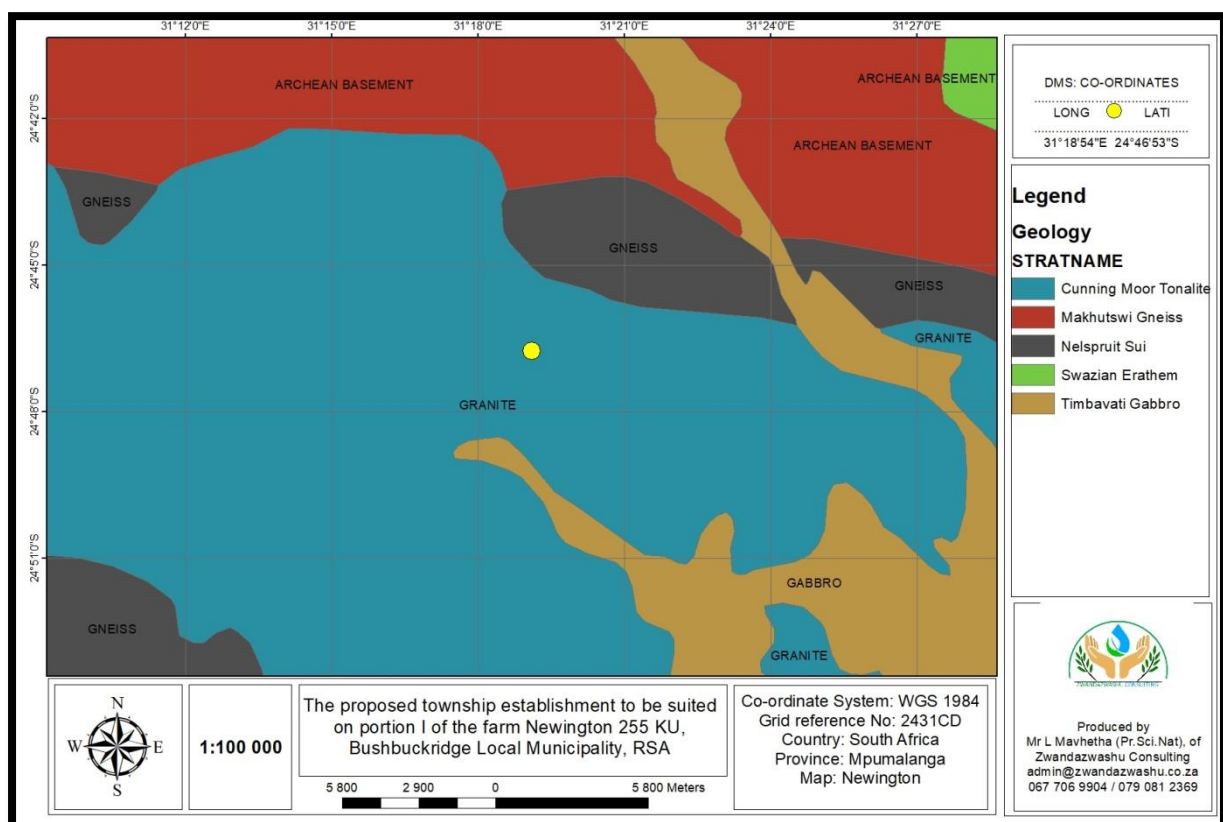 31°12'0"E
31°15'0"E
31°18'0"E
31°21'0"E
31°24'0"E
31°27'0"E
24°42'0"S
24°45'0"S
24°48'0"S
24°51'0"S
ARCHEAN BASEMENT
ARCHEAN BASEMENT
ARCHEAN BASEMENT
GNEISS
GNEISS
GNEISS
GRANITE
GRANITE
GABBRO
GNEISS
GRANITE
DMS: CO-ORDINATES
LONG LATI
31°18'54"E 24°46'53"S
Legend
Geology
STRATNAME
Cunning Moor Tonalite
Makhutswi Gneiss
Nelspruit Sui
Swazian Erathem
Timbavati Gabbro
ZWANDAZWASHU CONSULTING
Produced by
Mr L Mavhetha (Pr.Sci.Nat), of
Zwandazwashu Consulting
admin@zwandazwashu.co.za
067 706 9904 / 079 081 2369
N
W E
S
1:100 000
The proposed township establishment to be suited
on portion I of the farm Newington 255 KU,
Bushbuckridge Local Municipality, RSA
5 800 2 900 0 5 800 Meters
Co-ordinate System: WGS 1984
Grid reference No: 2431CD
Country: South Africa
Province: Mpumalanga
Map: Newington